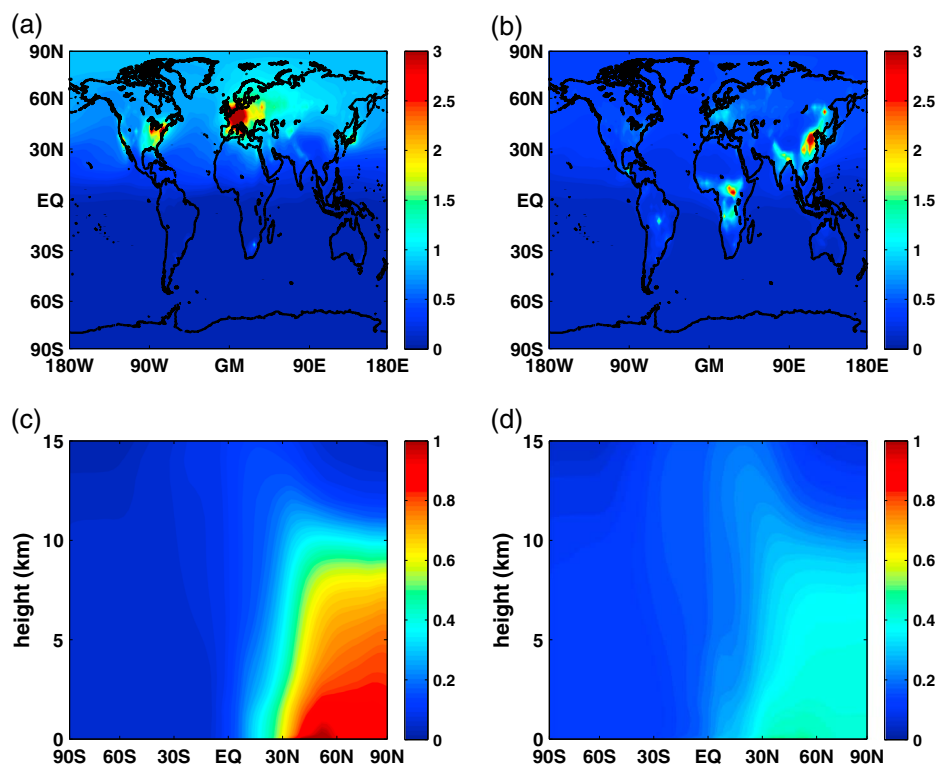 (a)
(b)
90N
60N
30N
EQ
30S
60S
90S
180W 90W GM 90E 180E
3
2.5
2
1.5
1
0.5
0
90N
60N
30N
EQ
30S
60S
90S
180W 90W GM 90E 180E
3
2.5
2
1.5
1
0.5
0
(c)
(d)
height (km)
15
10
5
0
90S 60S 30S EQ 30N 60N 90N
1
0.8
0.6
0.4
0.2
0
height (km)
15
10
5
0
90S 60S 30S EQ 30N 60N 90N
1
0.8
0.6
0.4
0.2
0